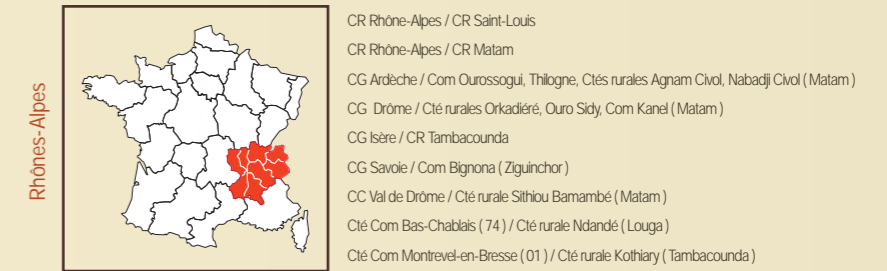 Rhônes-Alpes
CR Rhône-Alpes / CR Saint-Louis
CR Rhône-Alpes / CR Matam
CG Ardèche / Com Ourossogui, Thilogne, Ctés rurales Agnam Civol, Nabadji Civol ( Matam )
CG Drôme / Cté rurales Orkadiéré, Ouro Sidy, Com Kanel ( Matam )
CG Isère / CR Tambacounda
CG Savoie / Com Bignona ( Ziguinchor )
CC Val de Drôme / Cté rurale Sithiou Bamambé ( Matam )
Cté Com Bas-Chablais ( 74 ) / Cté rurale Ndandé ( Louga )
Cté Com Montrevel-en-Bresse ( 01 ) / Cté rurale Kothiary ( Tambacounda )